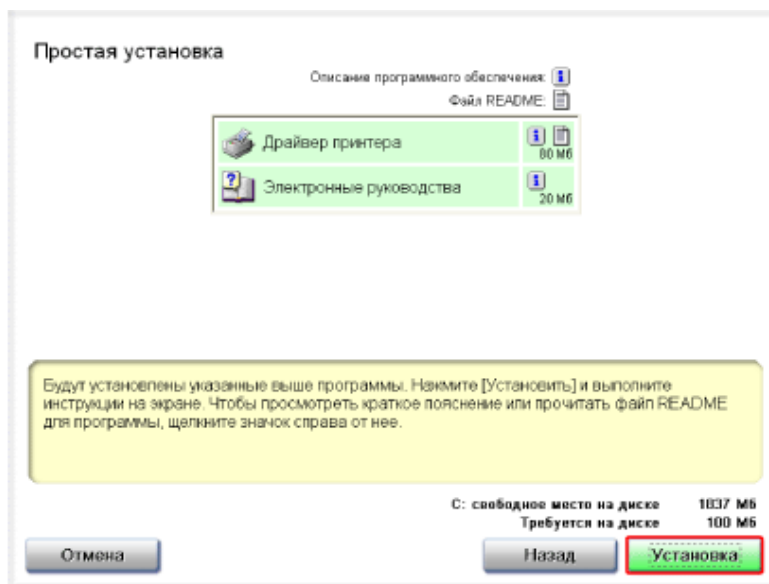 Простая установка
Описание программного обеспечения:
Файл README:
Драйвер принтера
80 Мб
Электронные руководства
20 Мб
Будут установлены указанные выше программы. Нажмите [Установить] и выполните
инструкции на экране. Чтобы просмотреть краткое пояснение или прочитать файл README
для программы, щелкните значок справа от нее.
C: свободное место на диске 1837 Мб
Требуется на диске 100 Мб
Отмена Назад Установка